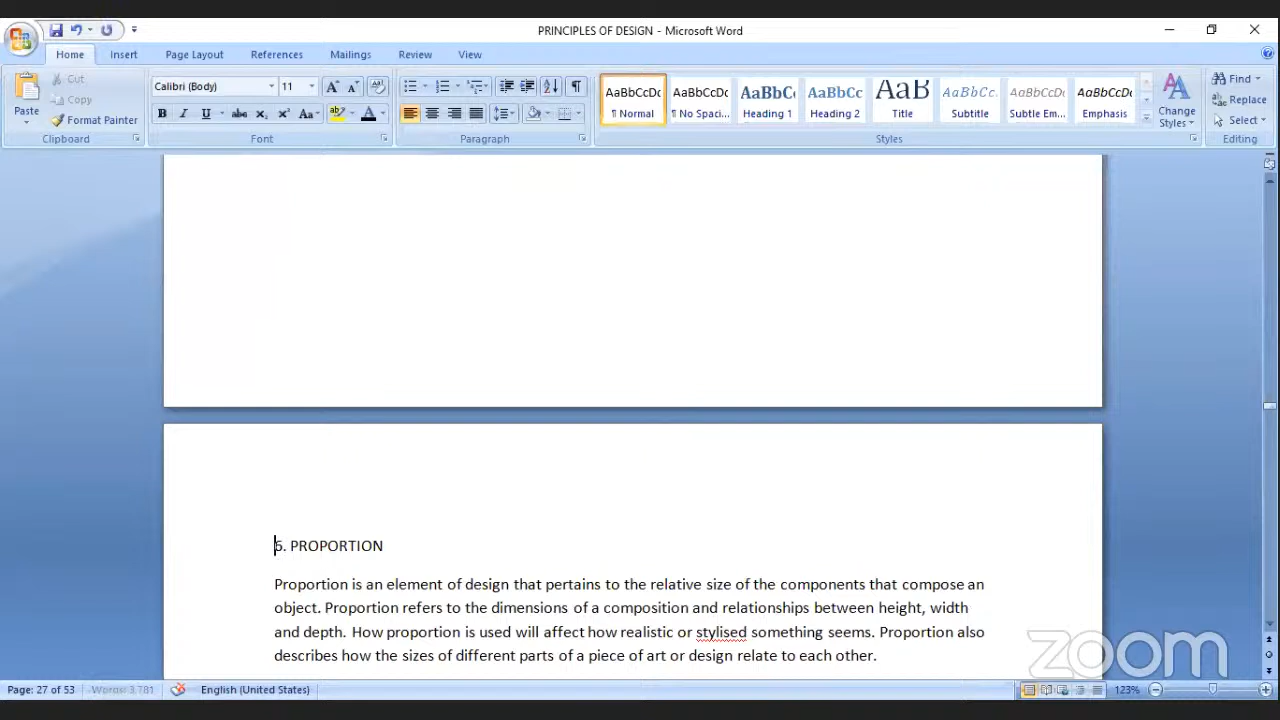 PRINCIPLES OF DESIGN - Microsoft Word
Home Insert Page Layout References Mailings Review View
Paste
Cut
Copy
Format Painter
Clipboard
Calibri (Body) 11
Font
Paragraph
AaBbCcDc AaBbCcDc AaBbCc AaBbCc AaB AaBbCc. AaBbCcDc AaBbCcDc
¶ Normal ¶ No Spaci... Heading 1 Heading 2 Title Subtitle Subtle Em... Emphasis
Change Styles
Styles
Find
Replace
Select
Editing
6. PROPORTION
Proportion is an element of design that pertains to the relative size of the components that compose an
object. Proportion refers to the dimensions of a composition and relationships between height, width
and depth. How proportion is used will affect how realistic or stylised something seems. Proportion also
describes how the sizes of different parts of a piece of art or design relate to each other.
zoom
Page: 27 of 53 Words: 3,781 English (United States) 123%